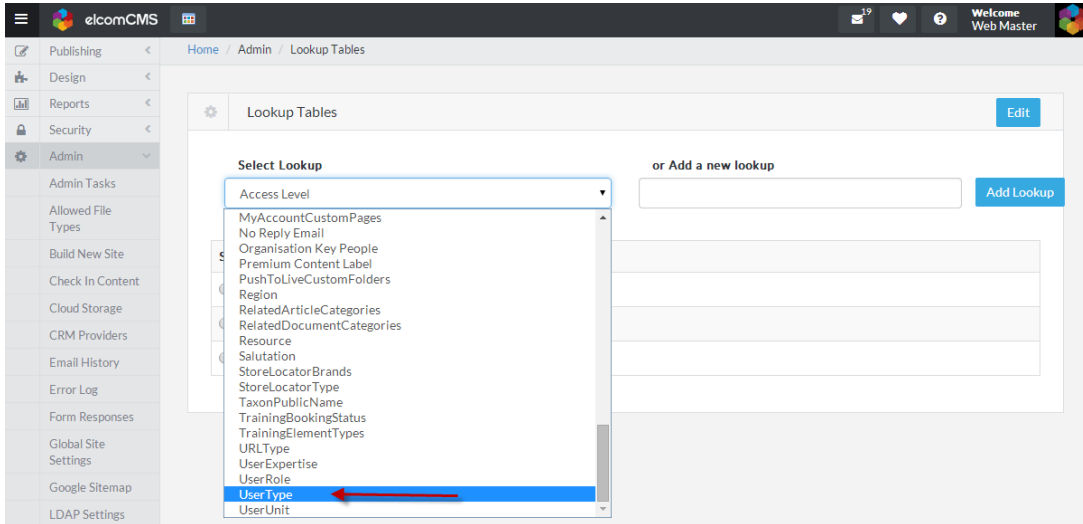 elcomCMS
19
Welcome
Web Master
Publishing
Design
Reports
Security
Admin
Admin Tasks
Allowed File
Types
Build New Site
Check In Content
Cloud Storage
CRM Providers
Email History
Error Log
Form Responses
Global Site
Settings
Google Sitemap
LDAP Settings
Home / Admin / Lookup Tables
Lookup Tables
Edit
Select Lookup
or Add a new lookup
Access Level
Add Lookup
MyAccountCustomPages
No Reply Email
Organisation Key People
Premium Content Label
PushToLiveCustomFolders
Region
RelatedArticleCategories
RelatedDocumentCategories
Resource
Salutation
StoreLocatorBrands
StoreLocatorType
TaxonPublicName
TrainingBookingStatus
TrainingElementTypes
URLType
UserExpertise
UserRole
UserType
UserUnit